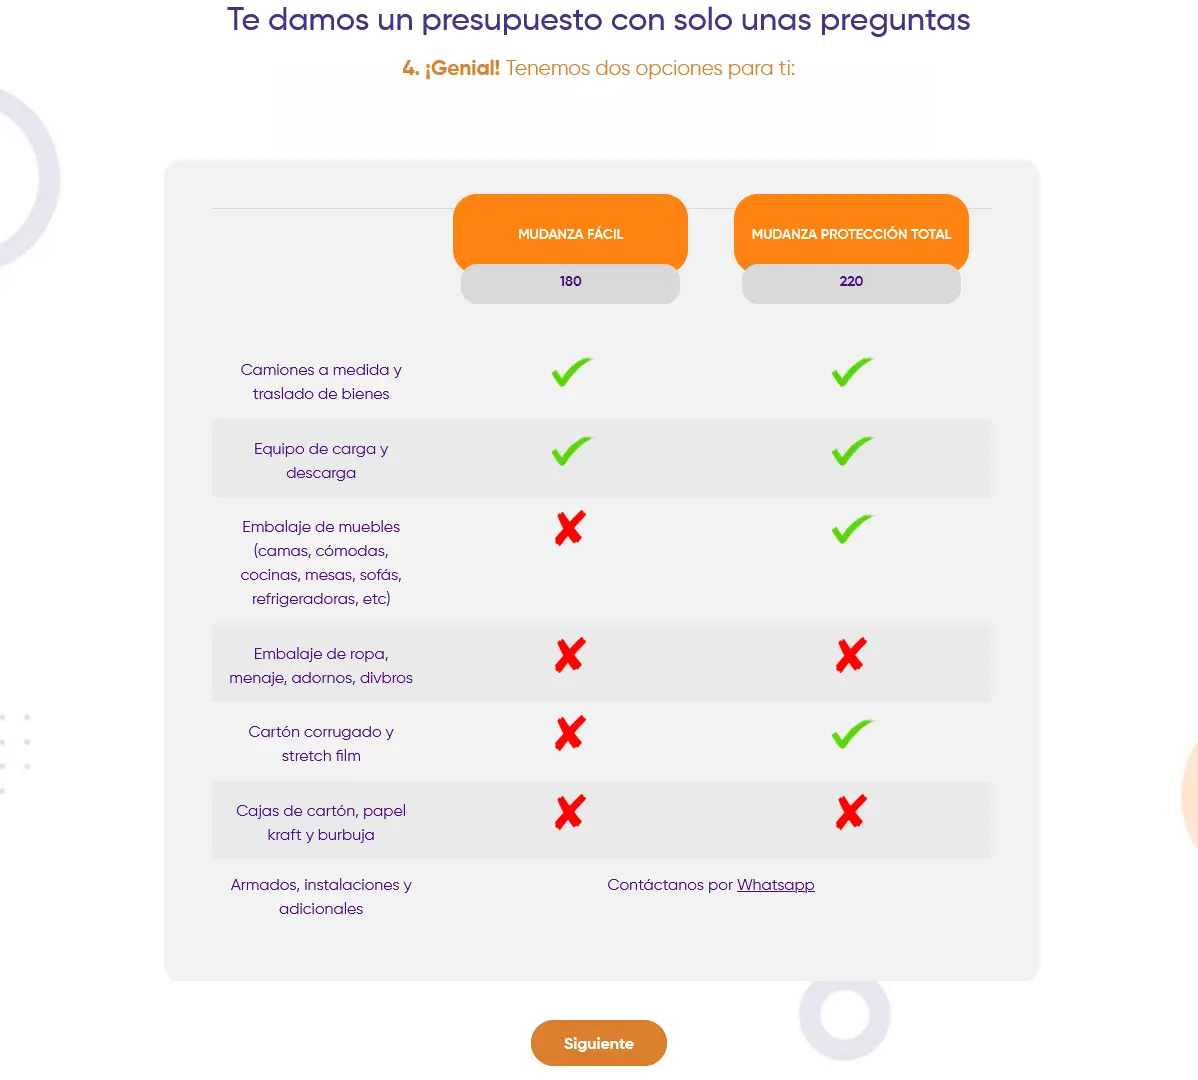 Te damos un presupuesto con solo unas preguntas
4. ¡Genial! Tenemos dos opciones para ti:
MUDANZA FÁCIL
MUDANZA PROTECCIÓN TOTAL
180
220
Camiones a medida y
traslado de bienes
Equipo de carga y
descarga
Embalaje de muebles
(camas, cómodas,
cocinas, mesas, sofás,
refrigeradoras, etc)
Embalaje de ropa,
menaje, adornos, divbros
Cartón corrugado y
stretch film
Cajas de cartón, papel
kraft y burbuja
Armados, instalaciones y
adicionales
Contáctanos por Whatsapp
Siguiente